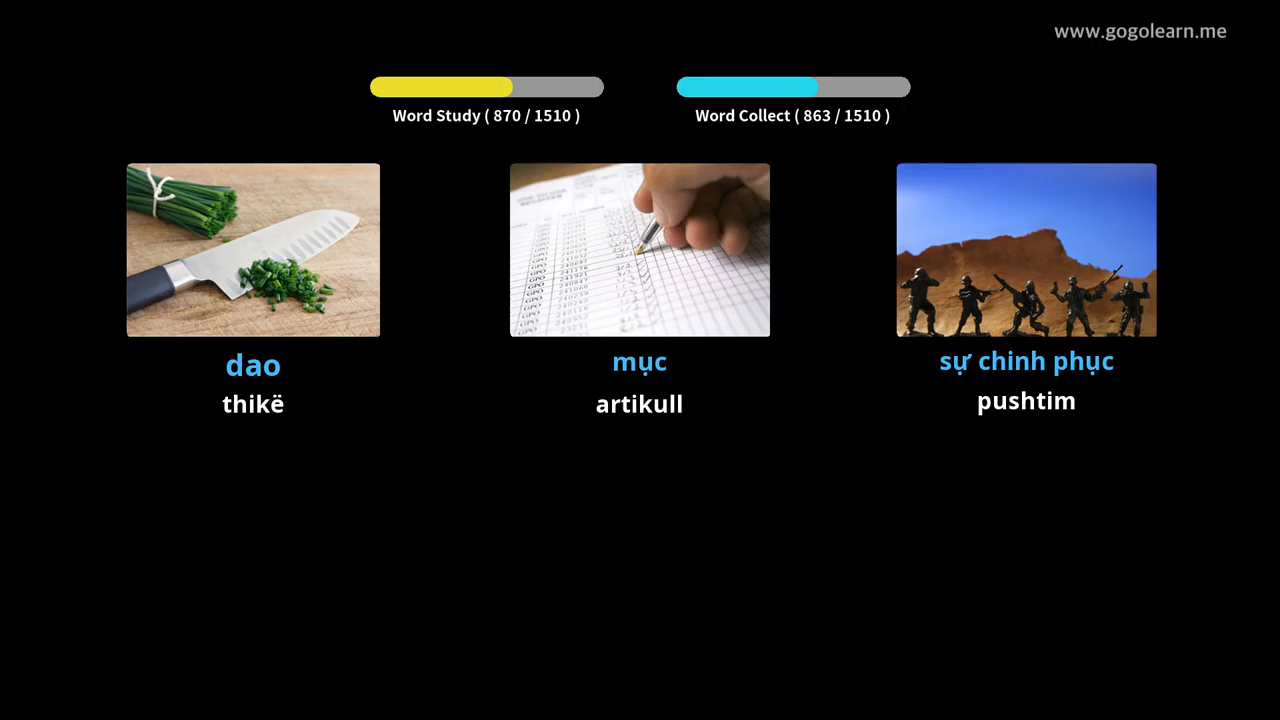 www.gogolearn.me
Word Study ( 870 / 1510 )
Word Collect ( 863 / 1510 )
dao
mục
sự chinh phục
thikë
artikull
pushtim